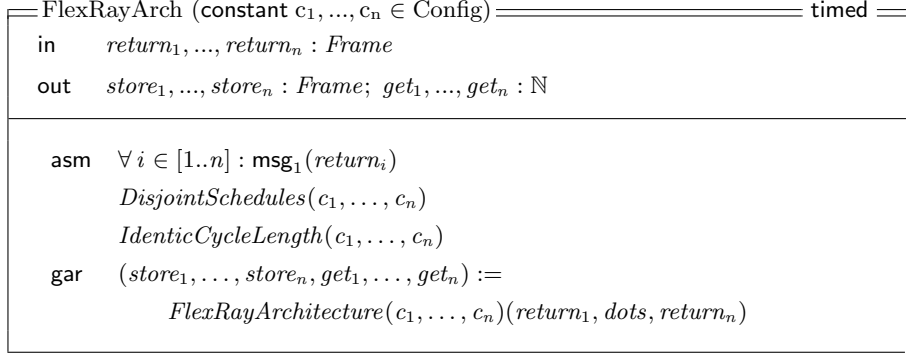 FlexRayArch (constant c₁, ..., cₙ ∈ Config) timed
in return₁, ..., returnₙ : Frame
out store₁, ..., storeₙ : Frame; get₁, ..., getₙ : ℕ
asm ∀ i ∈ [1..n] : msg₁(returnᵢ)
DisjointSchedules(c₁, . . . , cₙ)
IdenticCycleLength(c₁, . . . , cₙ)
gar (store₁, . . . , storeₙ, get₁, . . . , getₙ) :=
FlexRayArchitecture(c₁, . . . , cₙ)(return₁, dots, returnₙ)